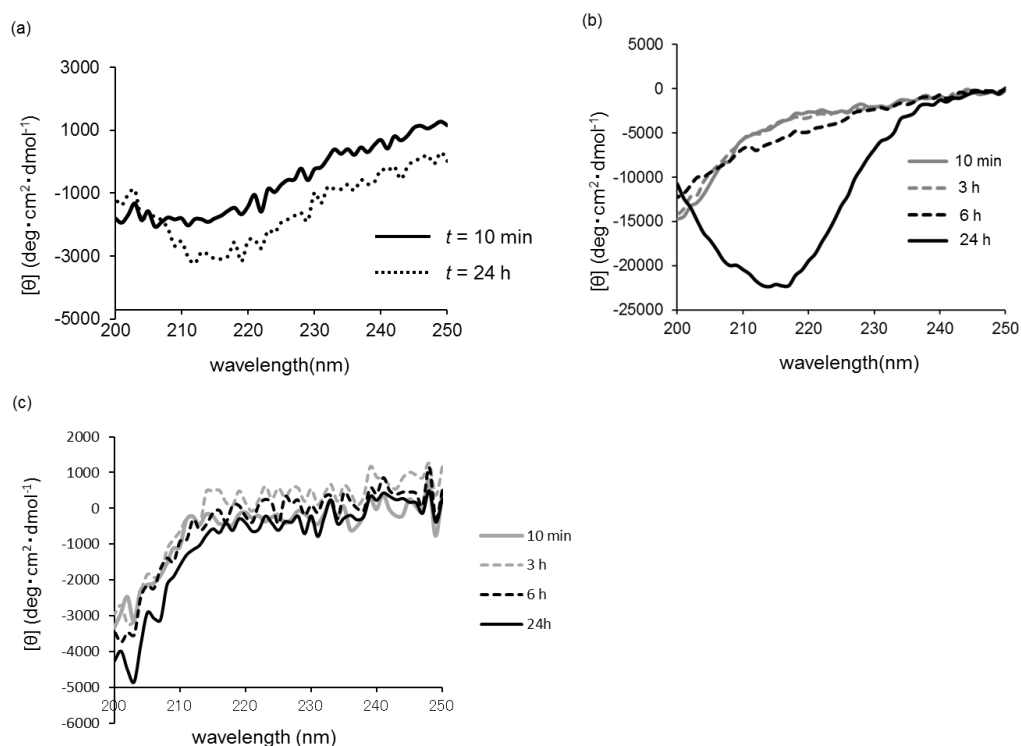 (a)
3000
1000
-1000
-3000
-5000
[θ] (deg・cm²・dmol⁻¹)
200 210 220 230 240 250
wavelength(nm)
t = 10 min
t = 24 h
(b)
0
-5000
-10000
-15000
-20000
-25000
[θ] (deg・cm²・dmol⁻¹)
200 210 220 230 240 250
wavelength(nm)
10 min
3 h
6 h
24 h
(c)
2000
1000
0
-1000
-2000
-3000
-4000
-5000
-6000
[θ] (deg・cm²・dmol⁻¹)
200 210 220 230 240 250
wavelength (nm)
10 min
3 h
6 h
24h